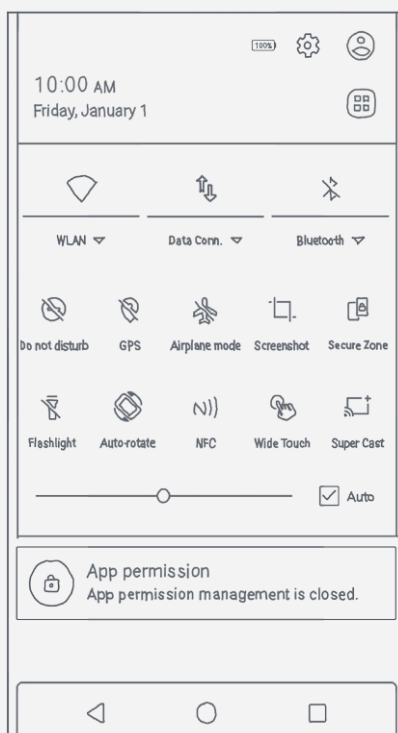 100%
10:00 AM
Friday, January 1
WLAN Data Conn. Bluetooth
Do not disturb GPS Airplane mode Screenshot Secure Zone
Flashlight Auto-rotate NFC Wide Touch Super Cast
Auto
App permission
App permission management is closed.